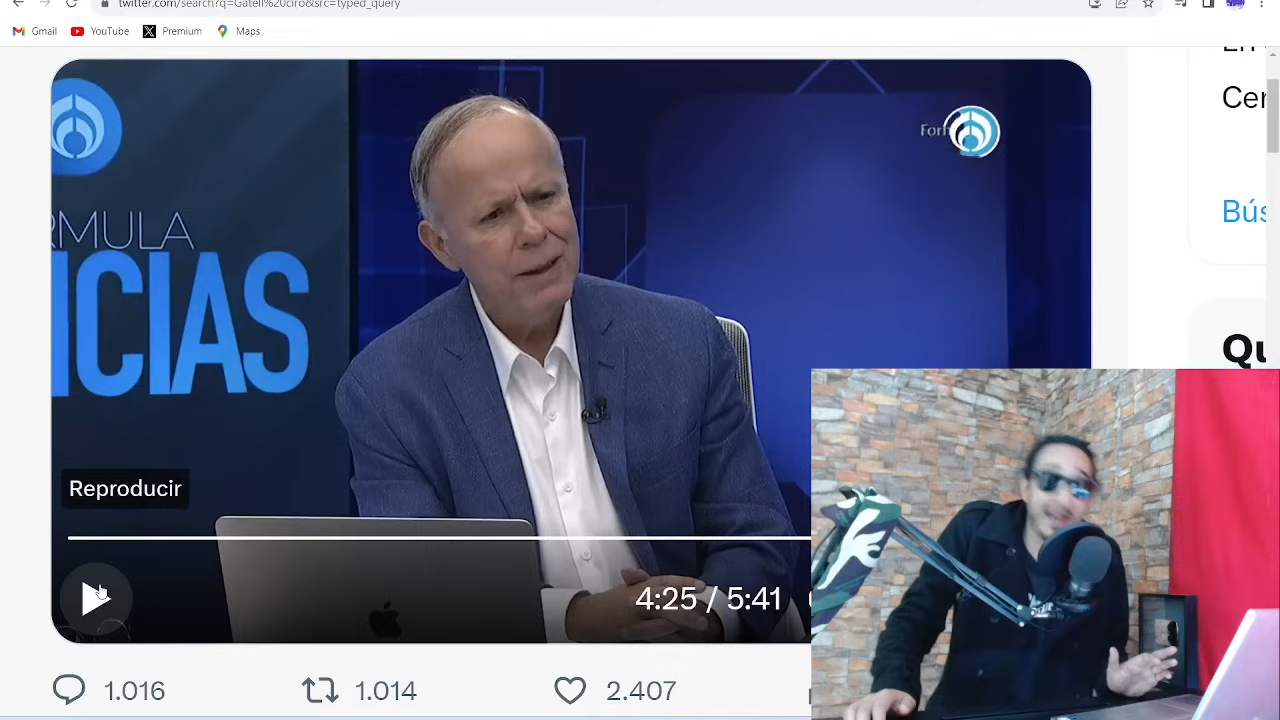 twitter.com/search?q=Gatell%20ciro&src=typed_query
Gmail YouTube Premium Maps
Cer
ForM
RMULA
ICIAS
Bús
Qu
Reproducir
4:25 / 5:41
1.016 1.014 2.407